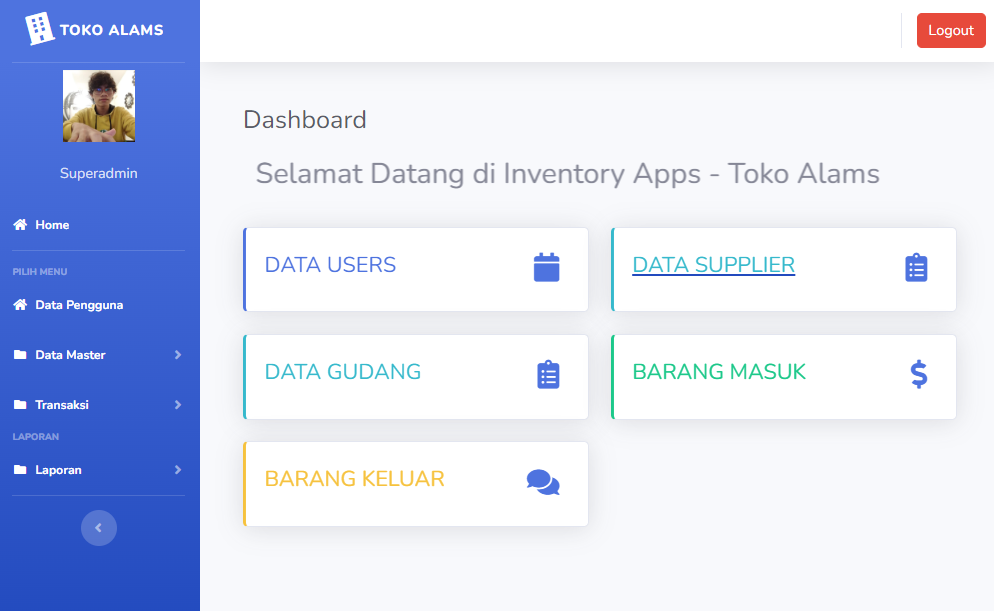 TOKO ALAMS
Logout
Superadmin
Home
PILIH MENU
Data Pengguna
Data Master
Transaksi
LAPORAN
Laporan
Dashboard
Selamat Datang di Inventory Apps - Toko Alams
DATA USERS
DATA SUPPLIER
DATA GUDANG
BARANG MASUK
BARANG KELUAR